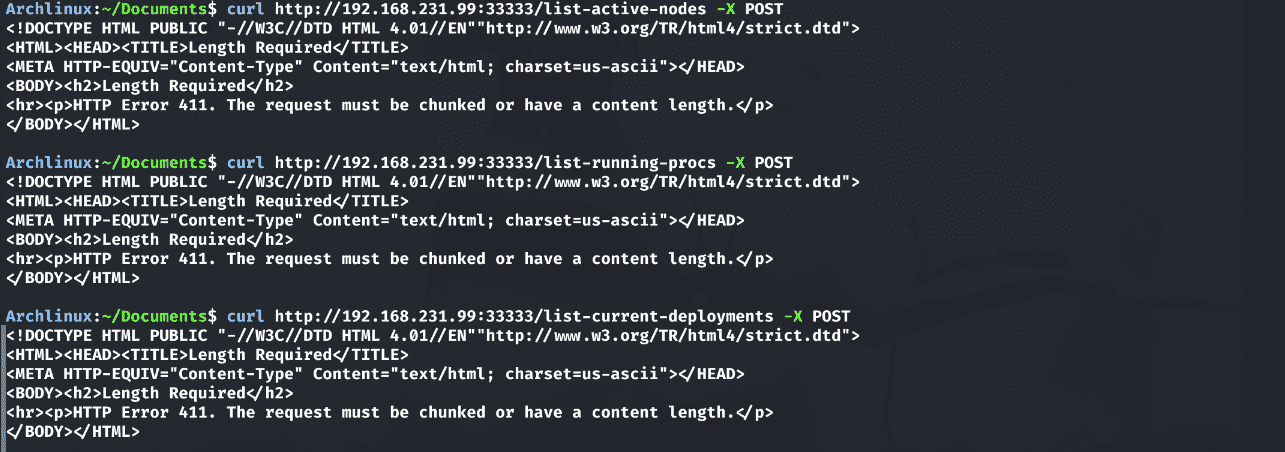 Archlinux:~/Documents$ curl http://192.168.231.99:33333/list-active-nodes -X POST
<!DOCTYPE HTML PUBLIC "-//W3C//DTD HTML 4.01//EN""http://www.w3.org/TR/html4/strict.dtd">
<HTML><HEAD><TITLE>Length Required</TITLE>
<META HTTP-EQUIV="Content-Type" Content="text/html; charset=us-ascii"></HEAD>
<BODY><h2>Length Required</h2>
<hr><p>HTTP Error 411. The request must be chunked or have a content length.</p>
</BODY></HTML>
Archlinux:~/Documents$ curl http://192.168.231.99:33333/list-running-procs -X POST
<!DOCTYPE HTML PUBLIC "-//W3C//DTD HTML 4.01//EN""http://www.w3.org/TR/html4/strict.dtd">
<HTML><HEAD><TITLE>Length Required</TITLE>
<META HTTP-EQUIV="Content-Type" Content="text/html; charset=us-ascii"></HEAD>
<BODY><h2>Length Required</h2>
<hr><p>HTTP Error 411. The request must be chunked or have a content length.</p>
</BODY></HTML>
Archlinux:~/Documents$ curl http://192.168.231.99:33333/list-current-deployments -X POST
<!DOCTYPE HTML PUBLIC "-//W3C//DTD HTML 4.01//EN""http://www.w3.org/TR/html4/strict.dtd">
<HTML><HEAD><TITLE>Length Required</TITLE>
<META HTTP-EQUIV="Content-Type" Content="text/html; charset=us-ascii"></HEAD>
<BODY><h2>Length Required</h2>
<hr><p>HTTP Error 411. The request must be chunked or have a content length.</p>
</BODY></HTML>